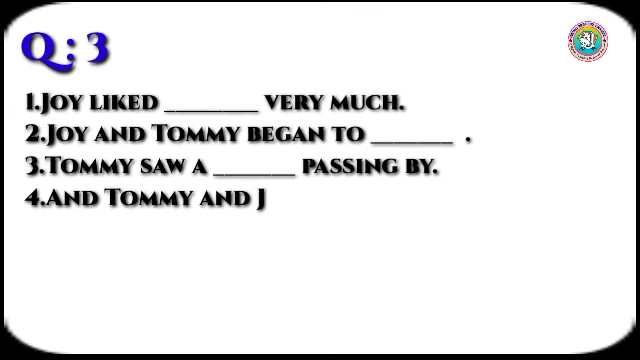 Q : 3
1.Joy liked ________ very much.
2.Joy and Tommy began to _______ .
3.Tommy saw a _______ passing by.
4.And Tommy and J